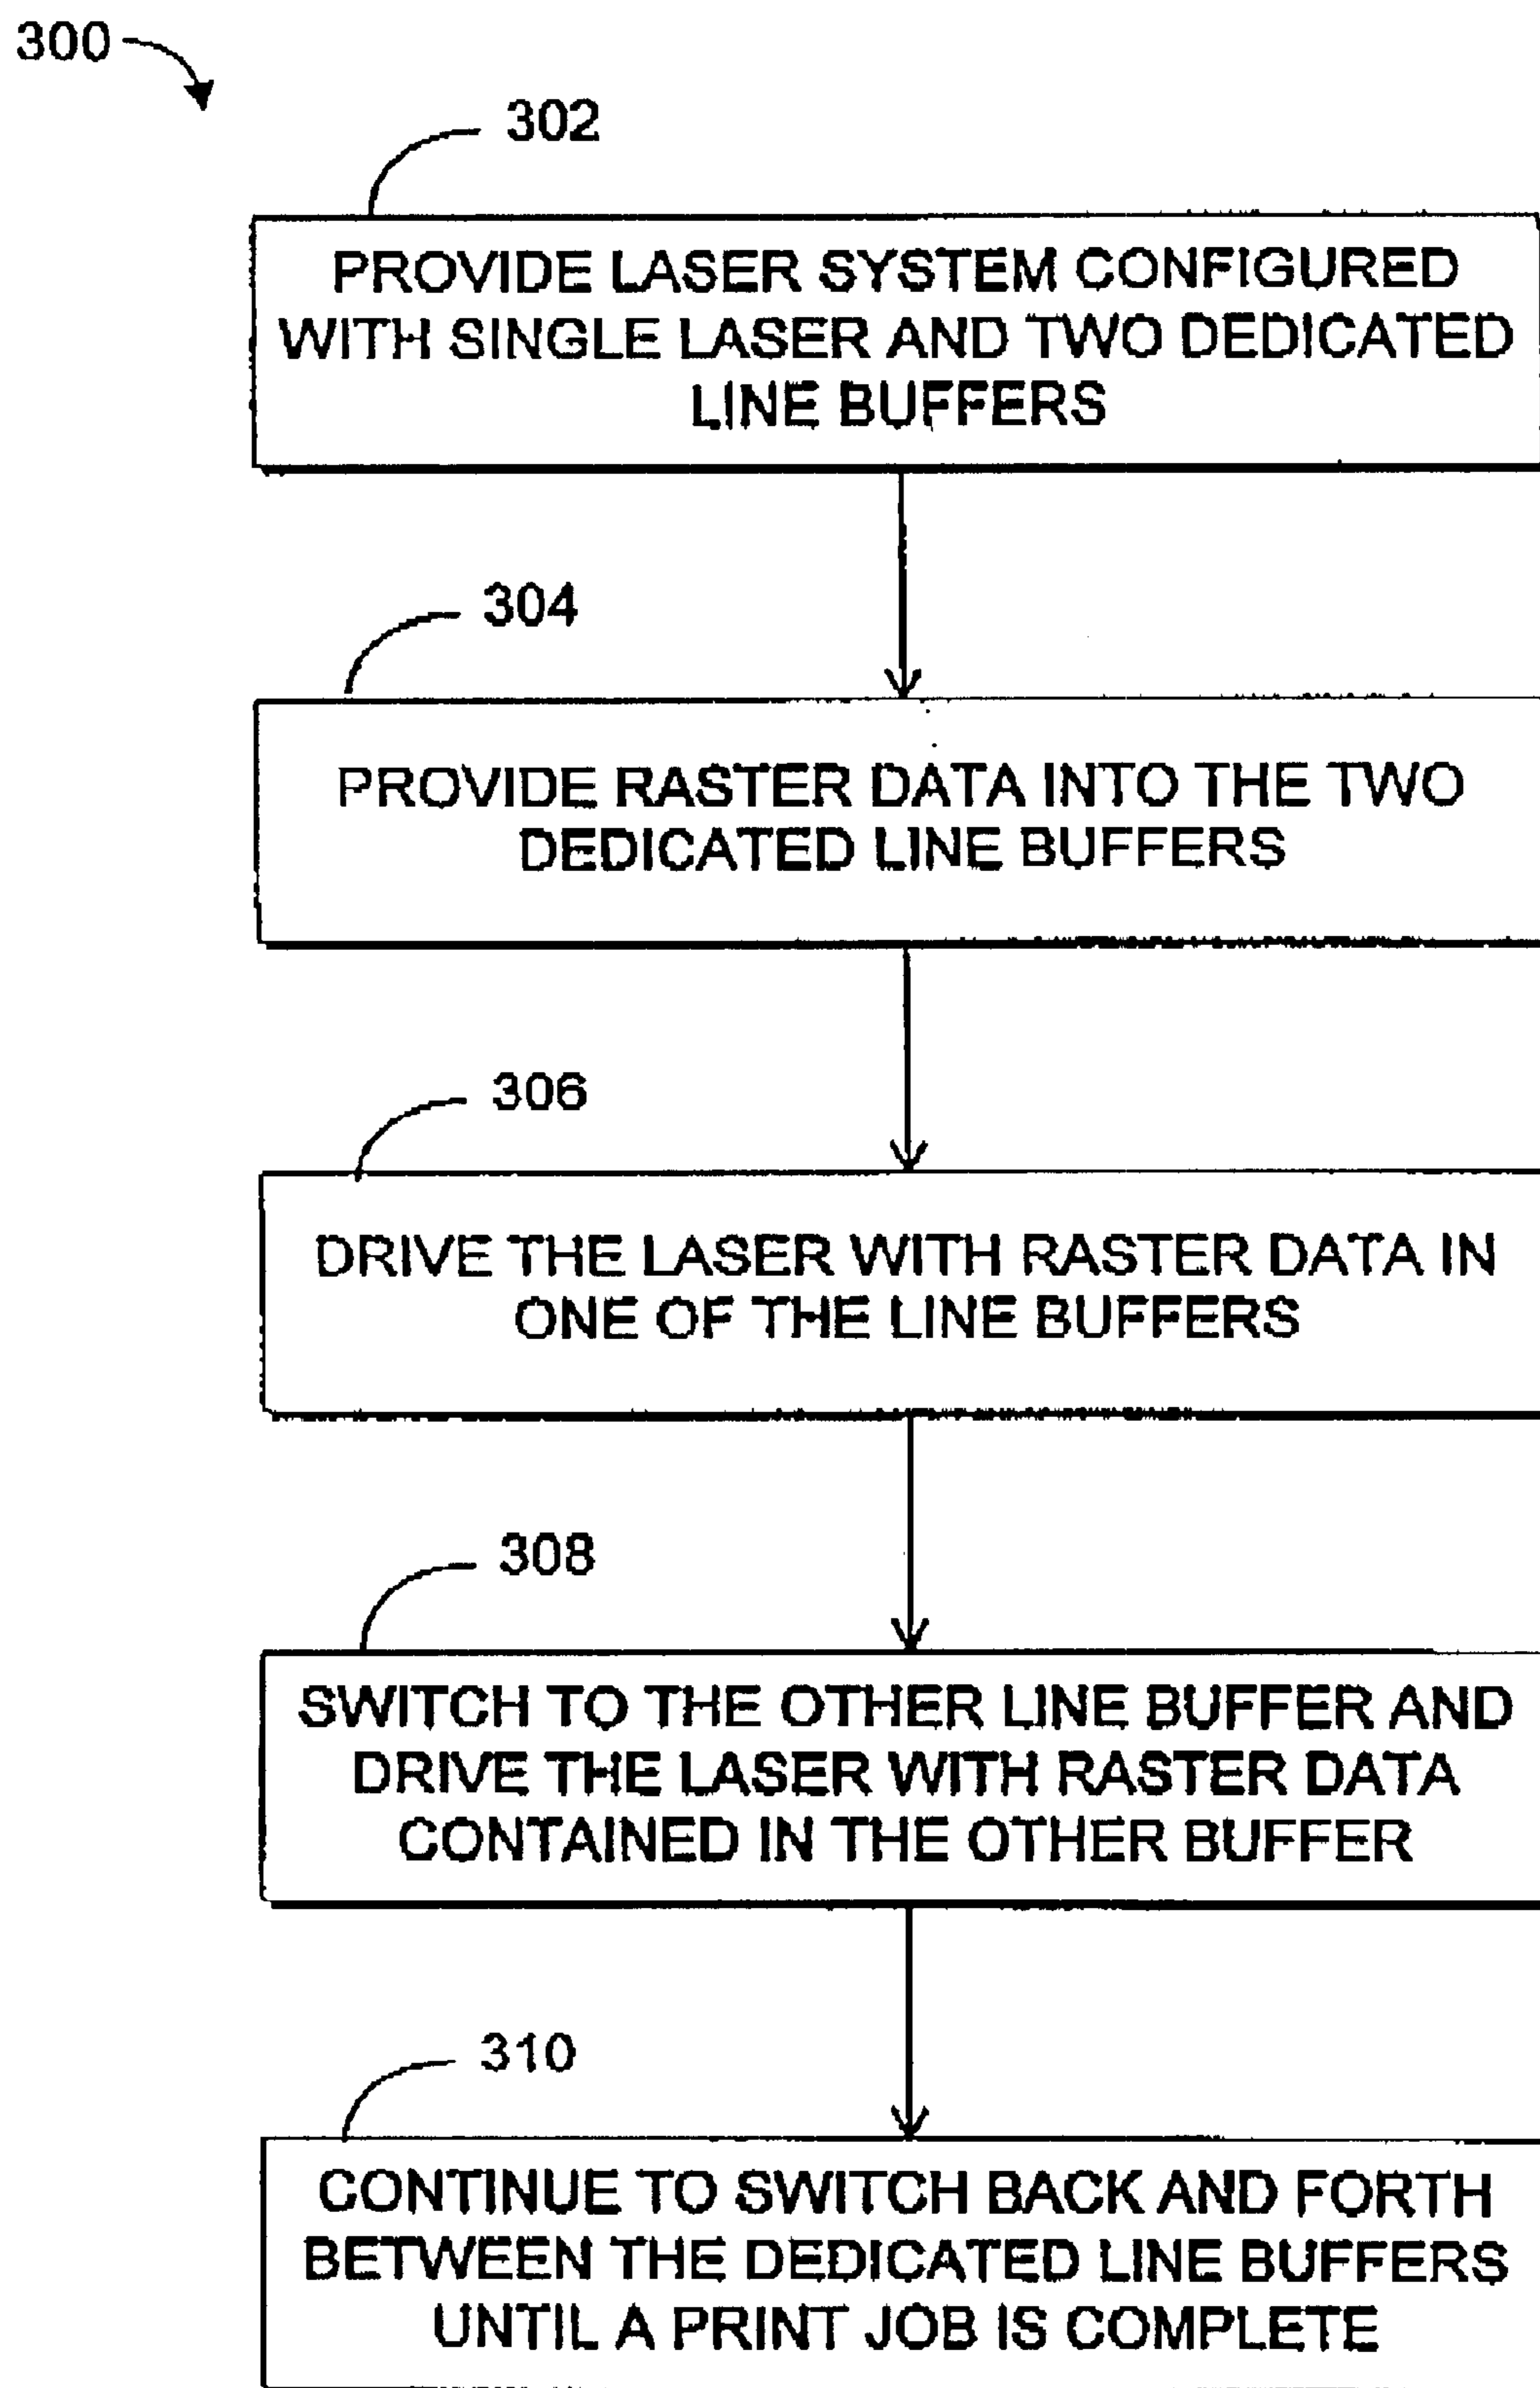 300
302
PROVIDE LASER SYSTEM CONFIGURED
WITH SINGLE LASER AND TWO DEDICATED
LINE BUFFERS
304
PROVIDE RASTER DATA INTO THE TWO
DEDICATED LINE BUFFERS
306
DRIVE THE LASER WITH RASTER DATA IN
ONE OF THE LINE BUFFERS
308
SWITCH TO THE OTHER LINE BUFFER AND
DRIVE THE LASER WITH RASTER DATA
CONTAINED IN THE OTHER BUFFER
310
CONTINUE TO SWITCH BACK AND FORTH
BETWEEN THE DEDICATED LINE BUFFERS
UNTIL A PRINT JOB IS COMPLETE